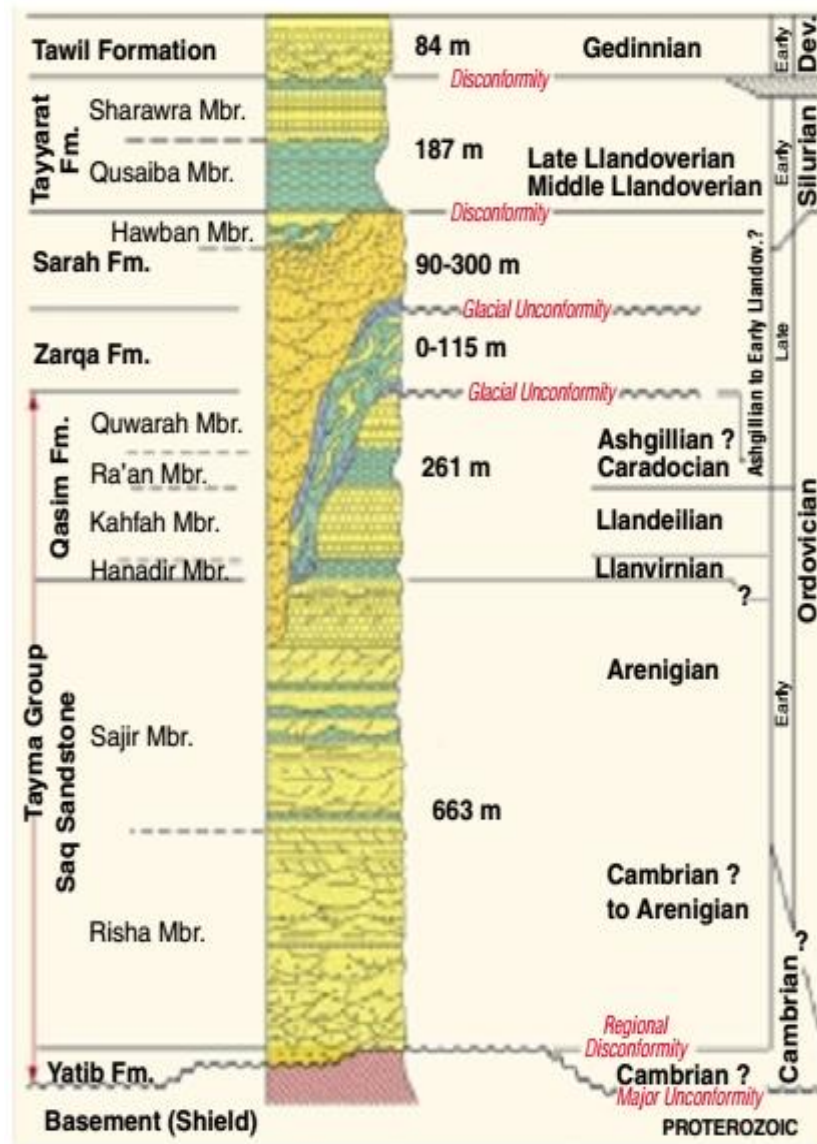 Tawil Formation 84 m Gedinnian Early Dev.
Disconformity
Tayyarat Fm.
Sharawra Mbr.
187 m
Qusaiba Mbr.
Late Llandoverian
Middle Llandoverian
Early
Silurian
Disconformity
Hawban Mbr.
Sarah Fm. 90-300 m
Glacial Unconformity
Zarqa Fm. 0-115 m
Glacial Unconformity
Ashgillian to Early Llandov.?
Late
Ordovician
Tayma Group
Qasim Fm.
Quwarah Mbr.
Ra'an Mbr.
Kahfah Mbr.
Hanadir Mbr.
261 m
Ashgillian ?
Caradocian
Llandeilian
Llanvirnian
?
Saq Sandstone
Sajir Mbr.
Arenigian
Early
663 m
Risha Mbr.
Cambrian ?
to Arenigian
?
Cambrian
Regional
Disconformity
Yatib Fm. Cambrian ?
Major Unconformity
Basement (Shield) PROTEROZOIC